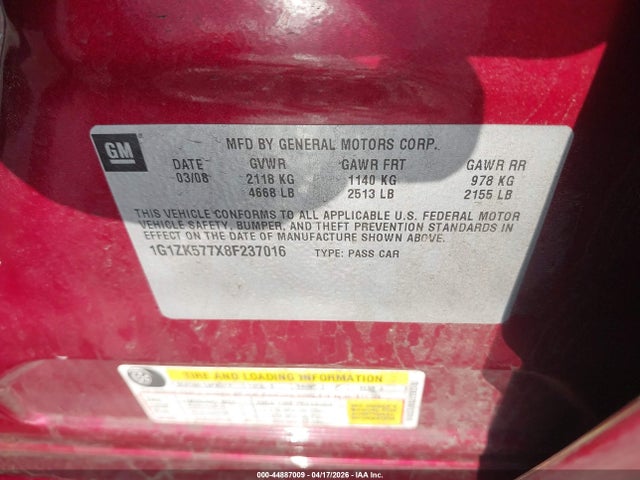 GM
MFD BY GENERAL MOTORS CORP.
DATE GVWR GAWR FRT GAWR RR
03/08 2118 KG 1140 KG 978 KG
4668 LB 2513 LB 2155 LB
THIS VEHICLE CONFORMS TO ALL APPLICABLE U.S. FEDERAL MOTOR
VEHICLE SAFETY, BUMPER, AND THEFT PREVENTION STANDARDS IN
EFFECT ON THE DATE OF MANUFACTURE SHOWN ABOVE.
1G1ZK577X8F237016 TYPE: PASS CAR
TIRE AND LOADING INFORMATION
000-44887009 - 04/17/2026 - IAA Inc.